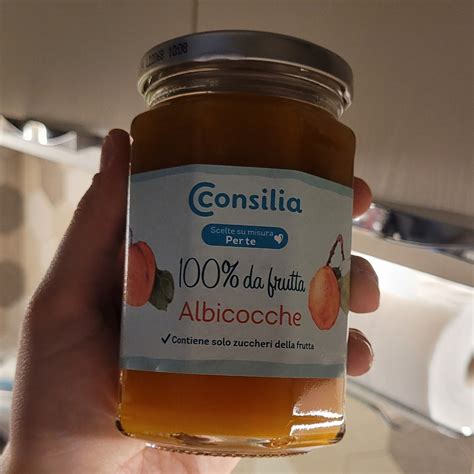 Consilia
Scelte su misura
Per te
100% da frutta
Albicocche
✓ Contiene solo zuccheri della frutta